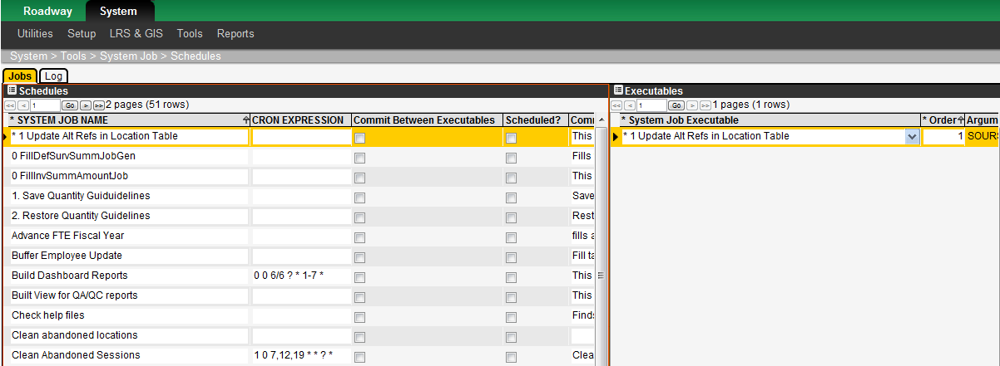 Roadway System
Utilities Setup LRS & GIS Tools Reports
System > Tools > System Job > Schedules
Jobs Log
Schedules
<< < 1 Go > >> 2 pages (51 rows)
* SYSTEM JOB NAME CRON EXPRESSION Commit Between Executables Scheduled? Comm
* 1 Update Alt Refs in Location Table This
0 FillDefSurvSummJobGen Fills
0 FillInvSummAmountJob This
1. Save Quantity Guiduidelines Save
2. Restore Quantity Guidelines Rest
Advance FTE Fiscal Year fills a
Buffer Employee Update Fill ta
Build Dashboard Reports 0 0 6/6 ? * 1-7 * This
Built View for QA/QC reports This
Check help files Finds
Clean abandoned locations
Clean Abandoned Sessions 1 0 7,12,19 * * ? * Clea
Executables
<< < 1 Go > >> 1 pages (1 rows)
* System Job Executable * Order Argum
* 1 Update Alt Refs in Location Table 1 SOURS